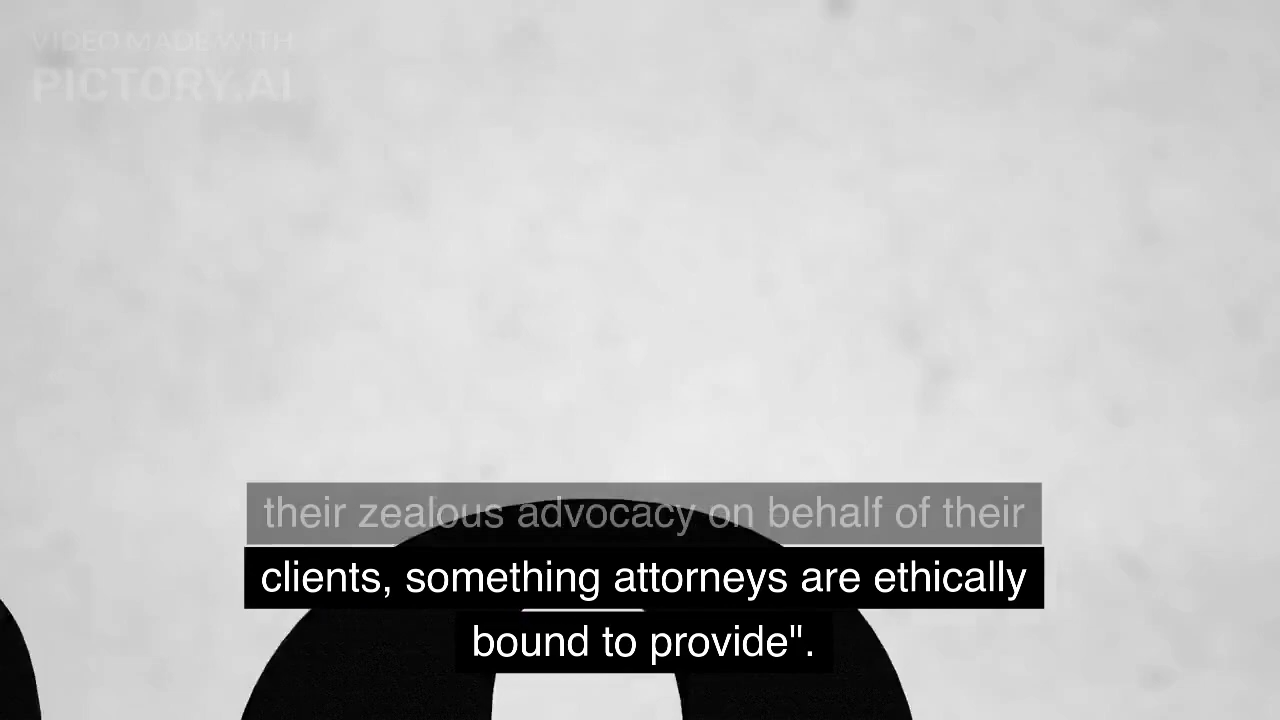 VIDEO MADE WITH
PICTORY.AI
their zealous advocacy on behalf of their
clients, something attorneys are ethically
bound to provide".